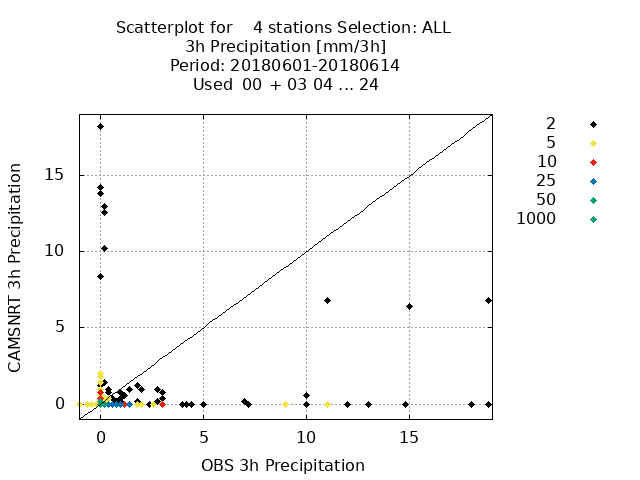 Scatterplot for 4 stations Selection: ALL
3h Precipitation [mm/3h]
Period: 20180601-20180614
Used 00 + 03 04 ... 24
2
5
10
25
50
1000
CAMSNRT 3h Precipitation
15
10
5
0
0 5 10 15
OBS 3h Precipitation